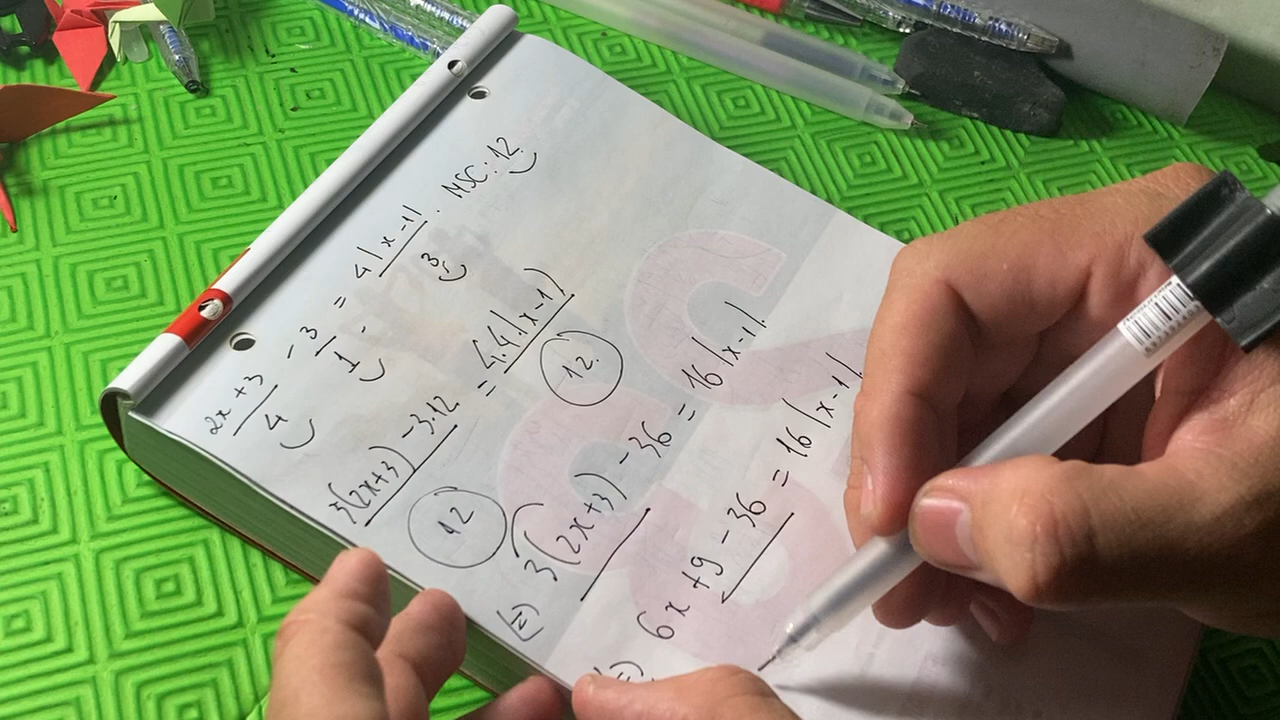 2x+3/4 - 3/1 = 4|x-1|/3. MSC: 12
3(2x+3) - 3.12/12 = 4.4.|x-1|/12.
(=) 3(2x+3) - 36 = 16|x-1|.
6x+9-36 = 16|x-1|.